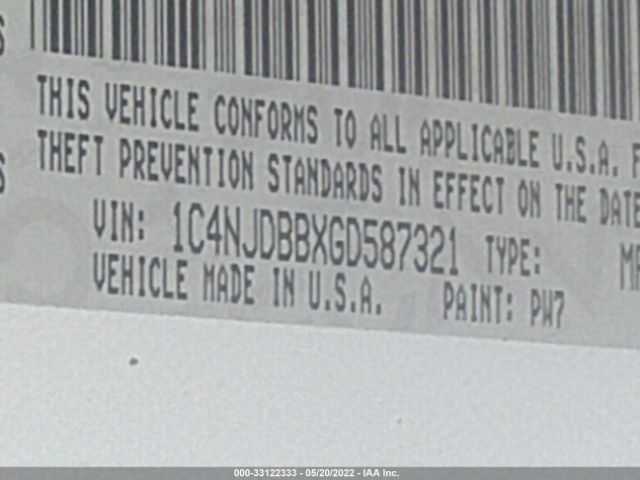 THIS VEHICLE CONFORMS TO ALL APPLICABLE U.S.A. F
THEFT PREVENTION STANDARDS IN EFFECT ON THE DATE
VIN: 1C4NJDBBXGD587321 TYPE:
VEHICLE MADE IN U.S.A. PAINT: PW7
000-33122333 - 05/20/2022 - IAA Inc.